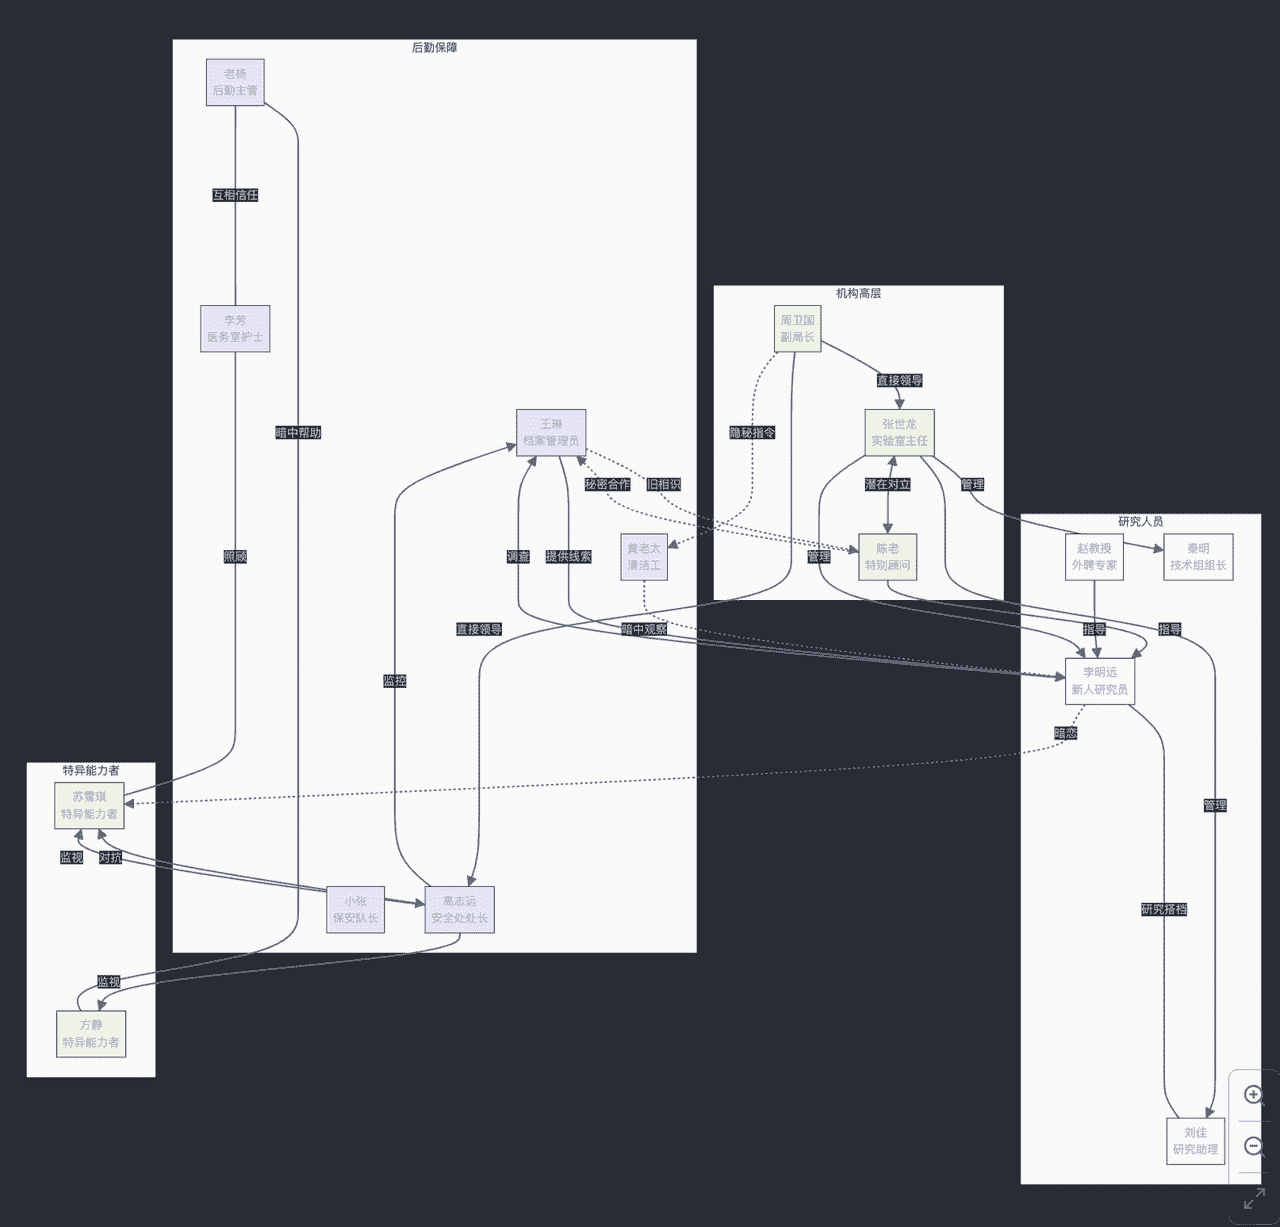 后勤保障
老杨
后勤主管
互相信任
机构高层
李芳
医务室护士
周卫国
副局长
直接领导
王琳
档案管理员
张世龙
实验室主任
暗中帮助
隐秘指令
秘密合作
旧相识
潜在对立
管理
研究人员
照顾
调查
提供线索
黄老太
清洁工
管理
陈老
特别顾问
赵教授
外聘专家
秦明
技术组组长
直接领导
暗中观察
指导
指导
李明远
新人研究员
监控
暗恋
特异能力者
苏霭琪
特异能力者
管理
监视
对抗
小张
保安队长
高志远
安全处处长
研究搭档
监视
方静
特异能力者
刘佳
研究助理